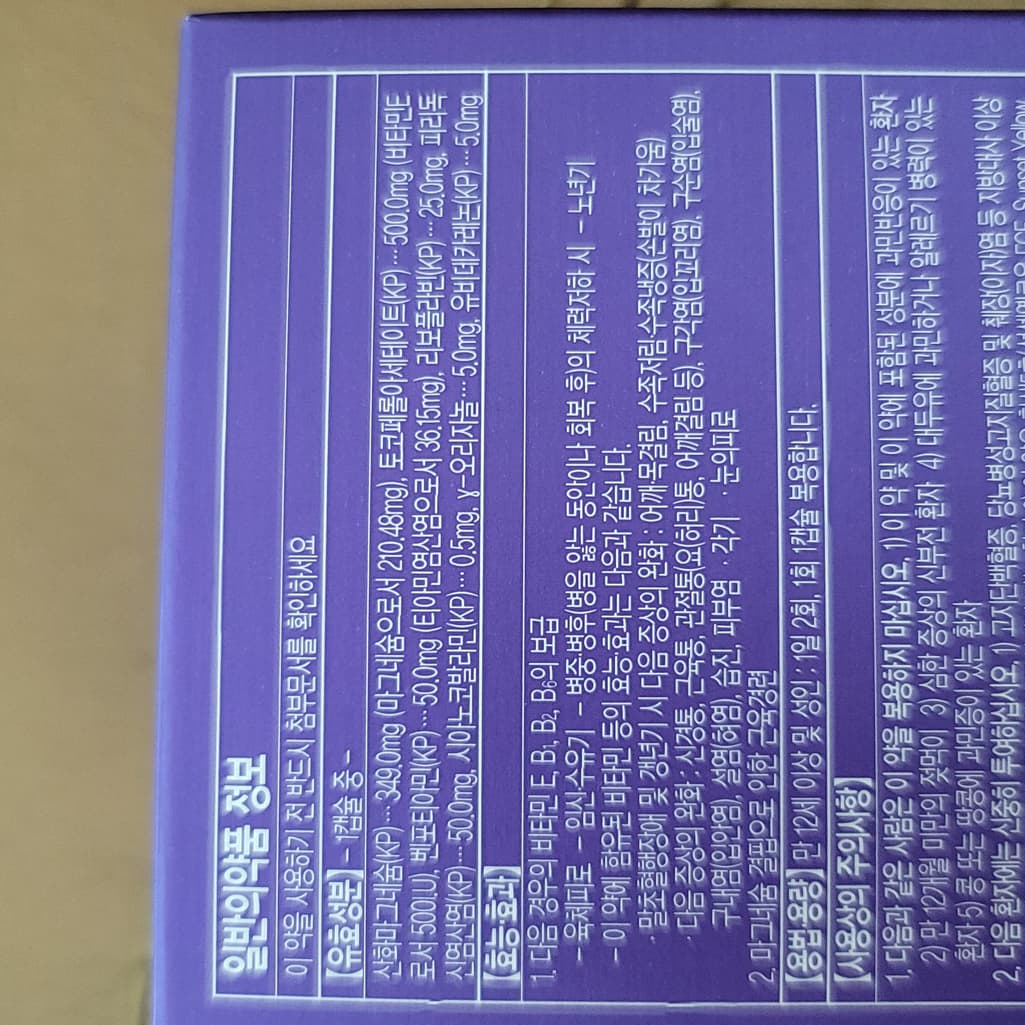 일반의약품 정보
이 약을 사용하기 전 반드시 첨부문서를 확인하세요
[유효성분] - 1캡슐 중 -
산화마그네슘(KP) ··· 349.0mg (마그네슘으로서 210.48mg), 토코페롤아세테이트(KP) ··· 500.0mg (비타민E
로서 500I.U.), 벤포티아민(KP) ··· 50.0mg (티아민염산염으로서 36.15mg), 리보플라빈(KP) ··· 25.0mg, 피리독
신염산염(KP) ··· 50.0mg, 시아노코발라민(KP) ··· 0.5mg, γ-오리자놀 ··· 5.0mg, 유비데카레논(KP) ··· 5.0mg
[효능·효과]
1. 다음 경우의 비타민 E, B₁, B₂, B₆의 보급
- 육체피로 - 임신·수유기 - 병중·병후(병을 앓는 동안이나 회복 후)의 체력저하 시 - 노년기
- 이 약에 함유된 비타민 등의 효능·효과는 다음과 같습니다.
· 말초혈행장애 및 갱년기 시 다음 증상의 완화 : 어깨·목결림, 수족저림·수족냉증(손발이 차가움)
· 다음 증상의 완화 : 신경통, 근육통, 관절통(요(허리)통, 어깨결림 등), 구각염(입꼬리염), 구순염(입술염),
구내염(입안염), 설염(혀염), 습진, 피부염 · 각기 · 눈의피로
2. 마그네슘 결핍으로 인한 근육경련
[용법·용량] 만 12세 이상 및 성인 : 1일 2회, 1회 1캡슐 복용합니다.
[사용상의 주의사항]
1. 다음과 같은 사람은 이 약을 복용하지 마십시오. 1) 이 약 및 이 약에 포함된 성분에 과민반응이 있는 환자
2) 만 12개월 미만의 젖먹이 3) 심한 증상의 신부전 환자 4) 대두유에 과민하거나 알레르기 병력이 있는
환자 5) 콩 또는 땅콩에 과민증이 있는 환자
2. 다음 환자에는 신중히 투여하십시오. 1) 고지단백혈증, 당뇨병성고지질혈증 및 췌장(이자)염 등 지방대사 이상
Sunset Yellow